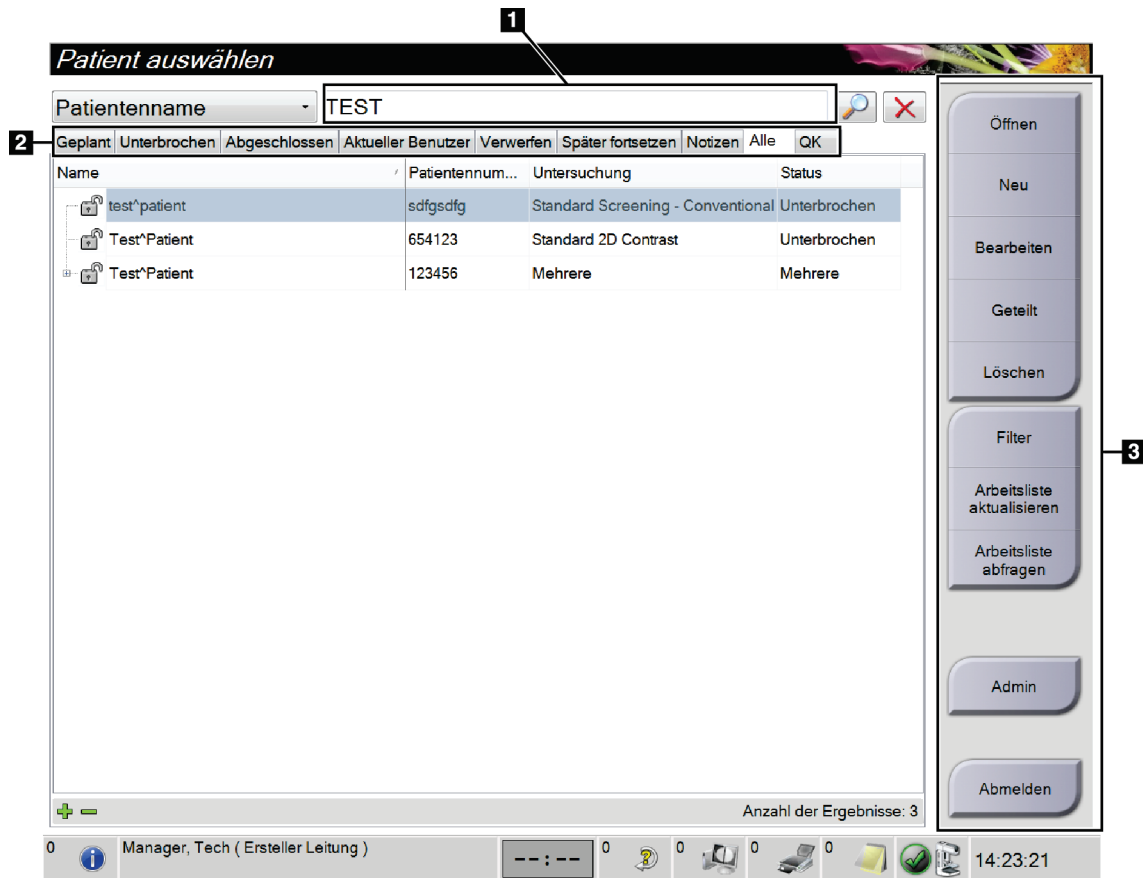 1
Patient auswählen
Patientenname TEST
2
Geplant Unterbrochen Abgeschlossen Aktueller Benutzer Verwerfen Später fortsetzen Notizen Alle QK
Name Patientennum... Untersuchung Status
test^patient sdfgsdfg Standard Screening - Conventional Unterbrochen
Test^Patient 654123 Standard 2D Contrast Unterbrochen
Test^Patient 123456 Mehrere Mehrere
Anzahl der Ergebnisse: 3
Öffnen
Neu
Bearbeiten
Geteilt
Löschen
Filter
3
Arbeitsliste
aktualisieren
Arbeitsliste
abfragen
Admin
Abmelden
0 Manager, Tech ( Ersteller Leitung ) --:-- 0 0 0 0 14:23:21